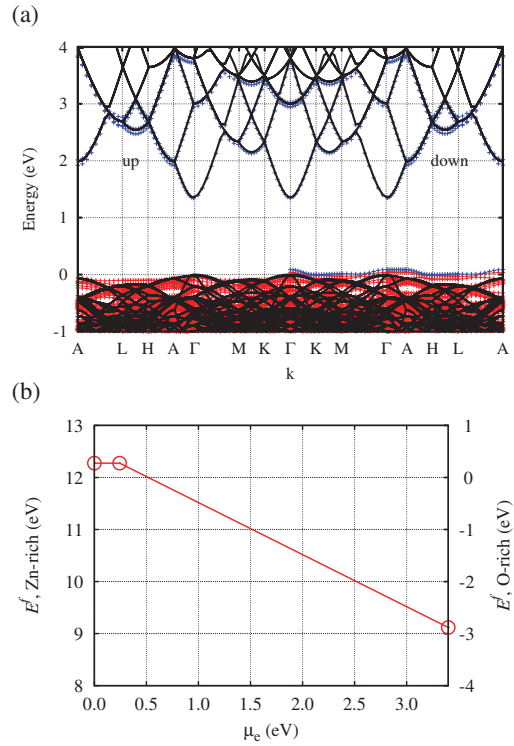 (a)
4
3
2
1
0
-1
Energy (eV)
up
down
A L H A Γ M K Γ K M Γ A H L A
k
(b)
13
12
11
10
9
8
E^f, Zn-rich (eV)
1
0
-1
-2
-3
-4
E^f, O-rich (eV)
0.0 0.5 1.0 1.5 2.0 2.5 3.0
μ_e (eV)